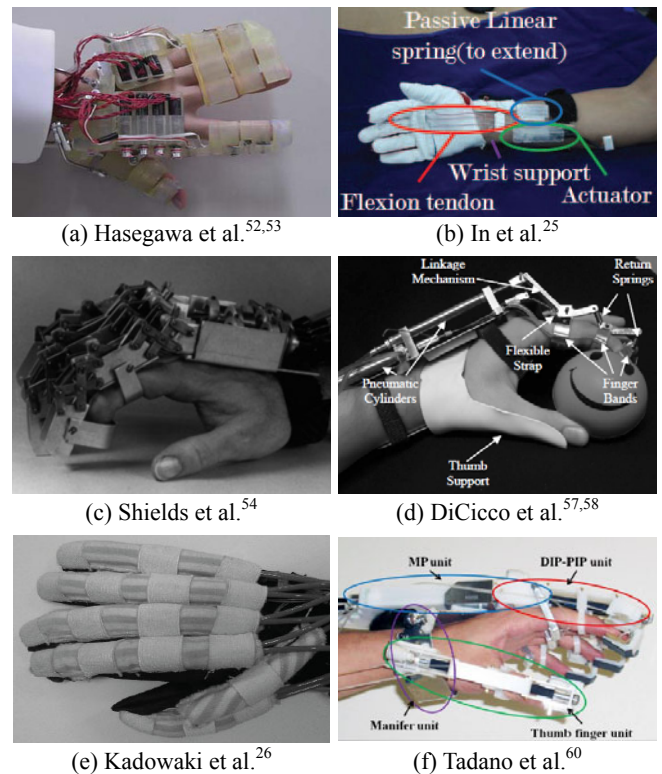 Passive Linear
spring(to extend)
Wrist support
Flexion tendon
Actuator
(a) Hasegawa et al.52,53
(b) In et al.25
Linkage
Mechanism
Return
Springs
Flexible
Strap
Pneumatic
Cylinders
Finger
Bands
Thumb
Support
(c) Shields et al.54
(d) DiCicco et al.57,58
MP unit
DIP-PIP unit
Manifer unit
Thumb finger unit
(e) Kadowaki et al.26
(f) Tadano et al.60